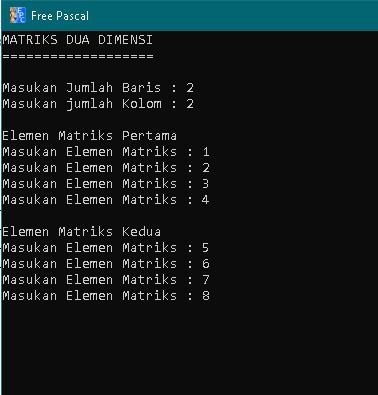 Free Pascal
MATRIKS DUA DIMENSI
===================
Masukan Jumlah Baris : 2
Masukan jumlah Kolom : 2
Elemen Matriks Pertama
Masukan Elemen Matriks : 1
Masukan Elemen Matriks : 2
Masukan Elemen Matriks : 3
Masukan Elemen Matriks : 4
Elemen Matriks Kedua
Masukan Elemen Matriks : 5
Masukan Elemen Matriks : 6
Masukan Elemen Matriks : 7
Masukan Elemen Matriks : 8